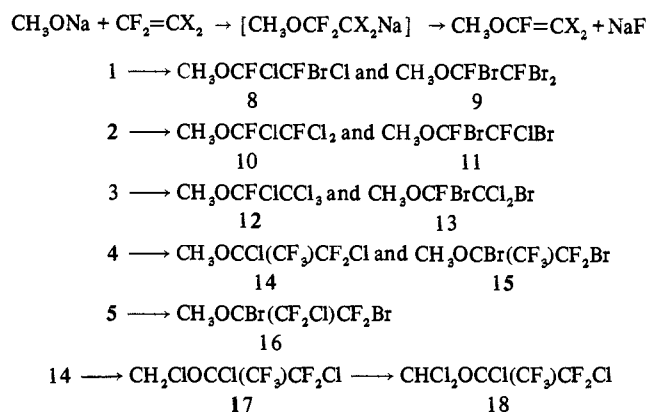 CH₃ONa + CF₂=CX₂ → [CH₃OCF₂CX₂Na] → CH₃OCF=CX₂ + NaF
1 → CH₃OCFClCFBrCl and CH₃OCFBrCFBr₂
8 9
2 → CH₃OCFClCFCl₂ and CH₃OCFBrCFClBr
10 11
3 → CH₃OCFClCCl₃ and CH₃OCFBrCCl₂Br
12 13
4 → CH₃OCCl(CF₃)CF₂Cl and CH₃OCBr(CF₃)CF₂Br
14 15
5 → CH₃OCBr(CF₂Cl)CF₂Br
16
14 → CH₂ClOCCl(CF₃)CF₂Cl → CHCl₂OCCl(CF₃)CF₂Cl
17 18